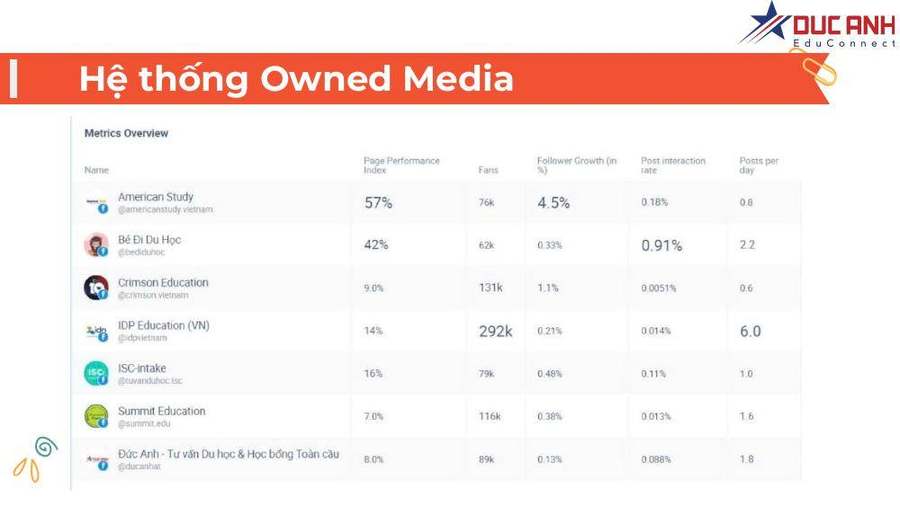 DUC ANH
EduConnect
Hệ thống Owned Media
Metrics Overview
Name
Page Performance
Index
Fans
Follower Growth (in
%)
Post interaction
rate
Posts per
day
American Study
@americanstudy.vietnam
57%
76k
4.5%
0.18%
0.8
Bé Đi Du Học
@bediduhoc
42%
62k
0.33%
0.91%
2.2
Crimson Education
@crimson.vietnam
9.0%
131k
1.1%
0.0051%
0.6
IDP Education (VN)
@idpvietnam
14%
292k
0.21%
0.014%
6.0
ISC-intake
@tuvanduhoc.isc
16%
79k
0.48%
0.11%
1.0
Summit Education
@summit.edu
7.0%
116k
0.38%
0.013%
1.6
Đức Anh - Tư vấn Du học & Học bổng Toàn cầu
@ducanhat
8.0%
89k
0.13%
0.088%
1.8